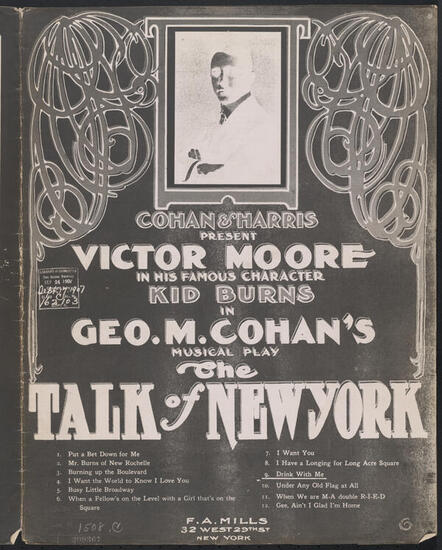 COHAN & HARRIS
PRESENT
VICTOR MOORE
IN HIS FAMOUS CHARACTER
KID BURNS
IN
GEO. M. COHAN'S
MUSICAL PLAY
The
TALK of NEW YORK
1. Put a Bet Down for Me
2. Mr. Burns of New Rochelle
3. Burning up the Boulevard
4. I Want the World to Know I Love You
5. Busy Little Broadway
6. When a Fellow's on the Level with a Girl that's on the
Square
7. I Want You
8. I Have a Longing for Long Acre Square
9. Drink With Me
10. Under Any Old Flag at All
11. When We are M-A double R-I-E-D
12. Gee, Ain't I Glad I'm Home
F. A. MILLS
32 WEST 29TH ST
NEW YORK
6